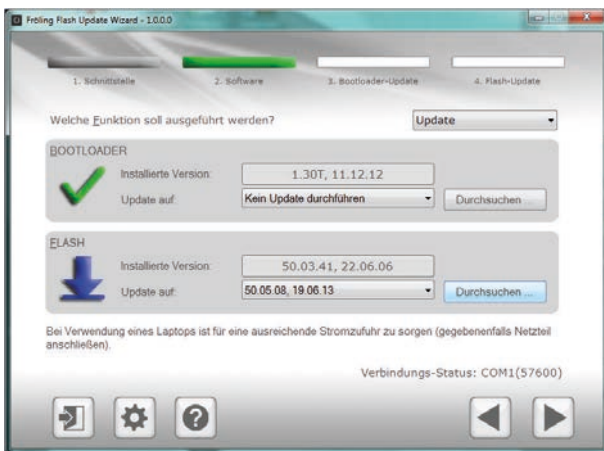 Fröling Flash Update Wizard - 1.0.0.0
1. Schnittstelle 2. Software 3. Bootloader-Update 4. Flash-Update
Welche Funktion soll ausgeführt werden? Update
BOOTLOADER
Installierte Version: 1.30T, 11.12.12
Update auf: Kein Update durchführen Durchsuchen ...
FLASH
Installierte Version: 50.03.41, 22.06.06
Update auf: 50.05.08, 19.06.13 Durchsuchen ...
Bei Verwendung eines Laptops ist für eine ausreichende Stromzufuhr zu sorgen (gegebenenfalls Netzteil
anschließen).
Verbindungs-Status: COM1(57600)